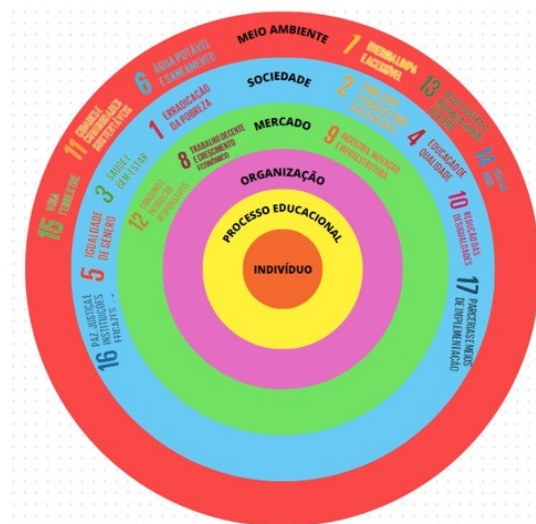 MEIO AMBIENTE
6 ÁGUA POTÁVEL
E SANEAMENTO
1 ENERGIA LIMPA
E ACESSÍVEL
11 CIDADES E
COMUNIDADES
SUSTENTÁVEIS
13
15 VIDA
TERRESTRE
14
SOCIEDADE
1 ERRADICAÇÃO
DA POBREZA
2
3 SAÚDE E
BEM-ESTAR
4 EDUCAÇÃO DE
QUALIDADE
5 IGUALDADE
DE GÊNERO
10 REDUÇÃO DAS
DESIGUALDADES
16 PAZ, JUSTIÇA E
INSTITUIÇÕES
EFICAZES
17 PARCERIAS E MEIOS
DE IMPLEMENTAÇÃO
MERCADO
8 TRABALHO DECENTE
E CRESCIMENTO
ECONÔMICO
9 INDÚSTRIA, INOVAÇÃO
E INFRAESTRUTURA
12 CONSUMO E
PRODUÇÃO
RESPONSÁVEIS
ORGANIZAÇÃO
PROCESSO EDUCACIONAL
INDIVÍDUO